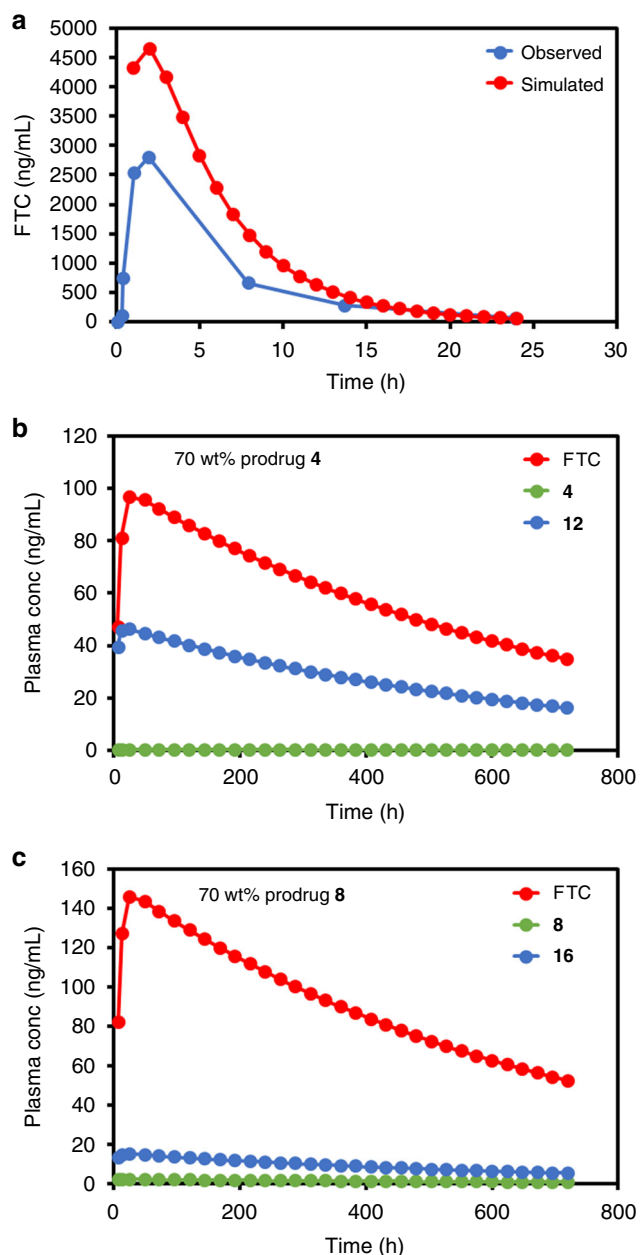 a
5000
4500
4000
3500
3000
2500
2000
1500
1000
500
0
FTC (ng/mL)
Observed
Simulated
0 5 10 15 20 25 30
Time (h)
b
120
100
80
60
40
20
0
Plasma conc (ng/mL)
70 wt% prodrug 4
FTC
4
12
0 200 400 600 800
Time (h)
c
160
140
120
100
80
60
40
20
0
Plasma conc (ng/mL)
70 wt% prodrug 8
FTC
8
16
0 200 400 600 800
Time (h)